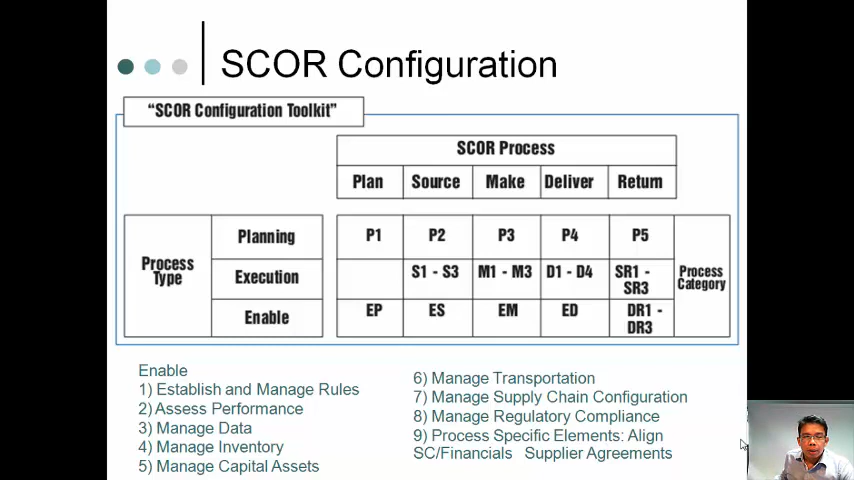 SCOR Configuration
“SCOR Configuration Toolkit”
SCOR Process
Plan Source Make Deliver Return
Process Type
Planning P1 P2 P3 P4 P5
Execution S1 - S3 M1 - M3 D1 - D4 SR1 - SR3
Enable EP ES EM ED DR1 - DR3
Process Category
Enable
1) Establish and Manage Rules
2) Assess Performance
3) Manage Data
4) Manage Inventory
5) Manage Capital Assets
6) Manage Transportation
7) Manage Supply Chain Configuration
8) Manage Regulatory Compliance
9) Process Specific Elements: Align
SC/Financials Supplier Agreements